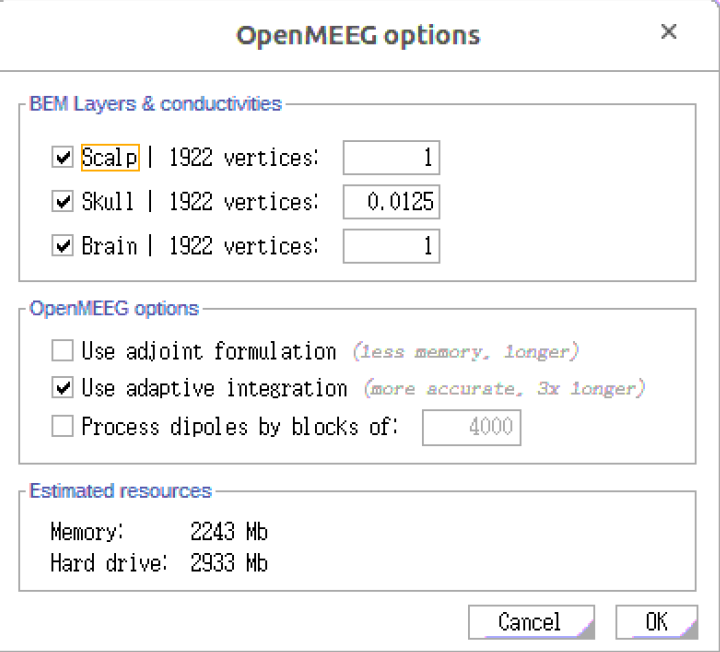 OpenMEEG options ×
BEM Layers & conductivities
Scalp | 1922 vertices: 1
Skull | 1922 vertices: 0.0125
Brain | 1922 vertices: 1
OpenMEEG options
Use adjoint formulation (less memory, longer)
Use adaptive integration (more accurate, 3x longer)
Process dipoles by blocks of: 4000
Estimated resources
Memory: 2243 Mb
Hard drive: 2933 Mb
Cancel OK